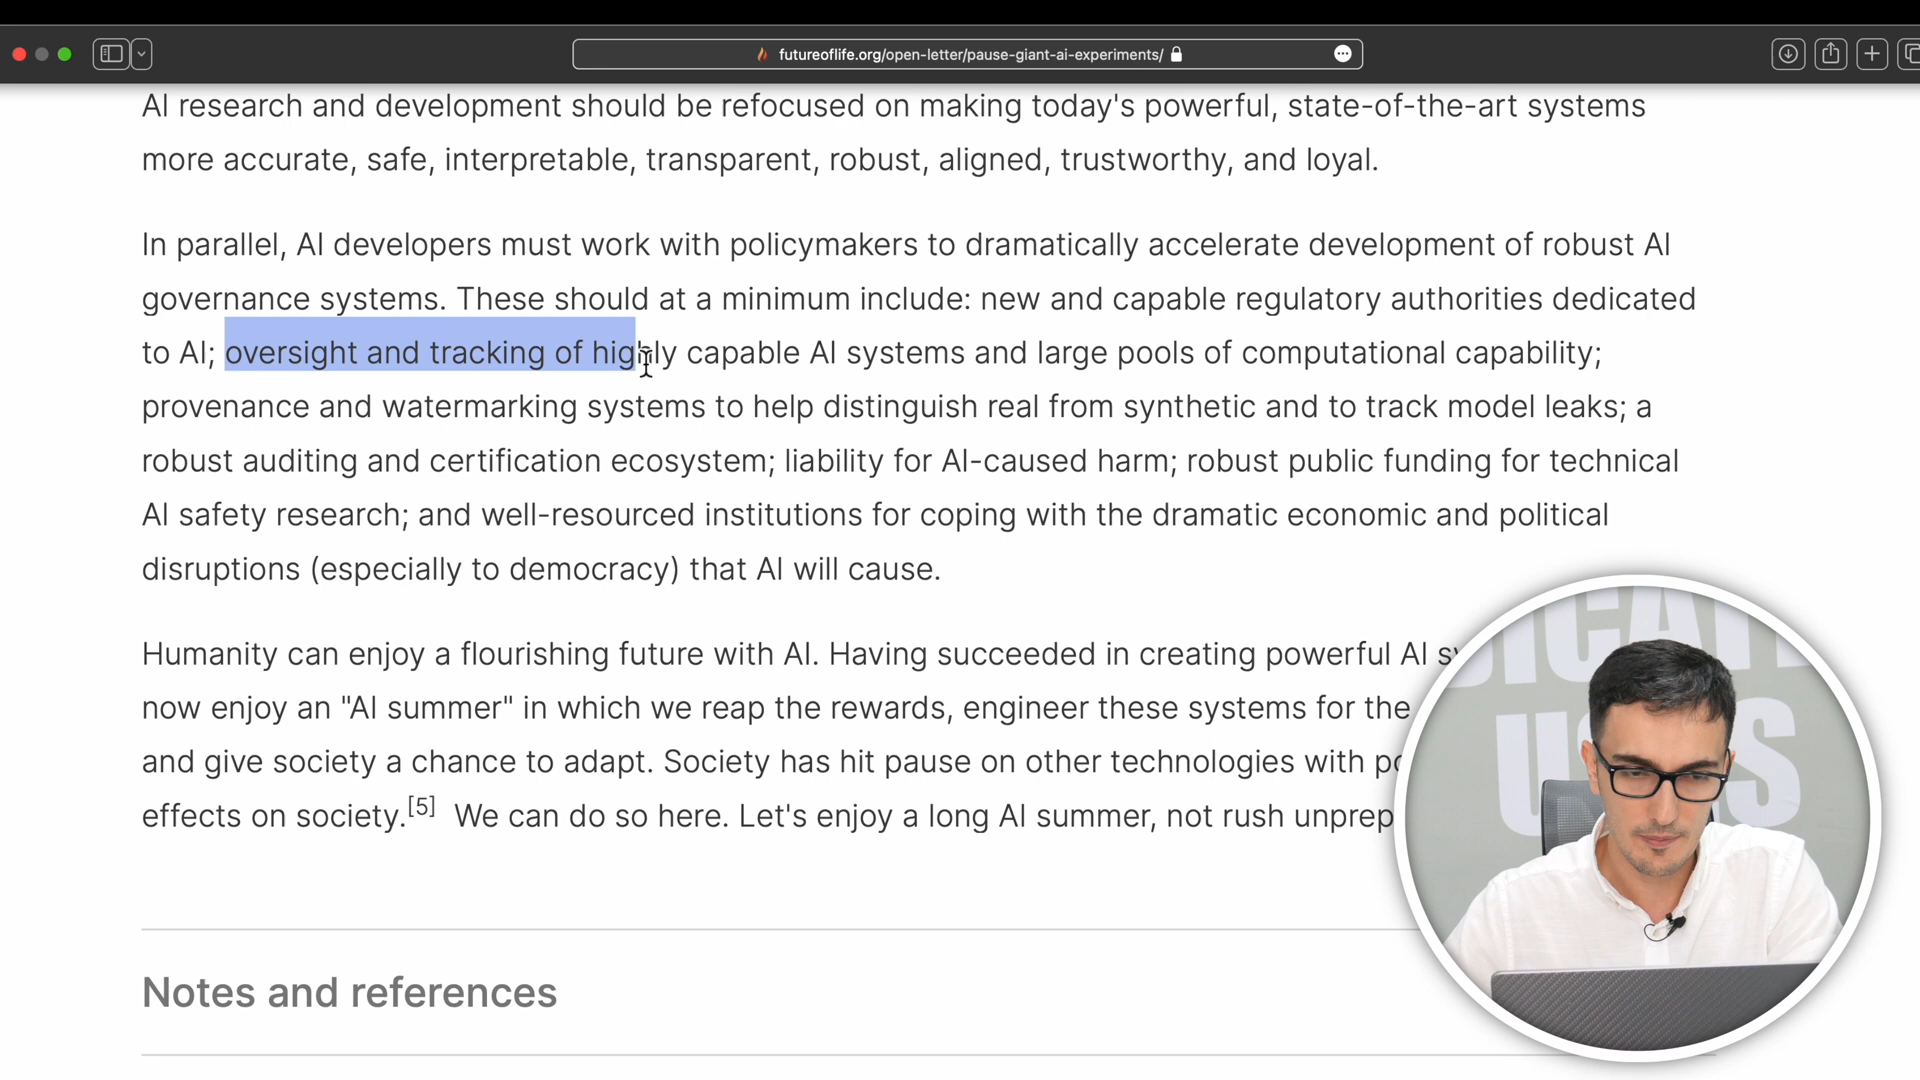 futureoflife.org/open-letter/pause-giant-ai-experiments/
AI research and development should be refocused on making today's powerful, state-of-the-art systems
more accurate, safe, interpretable, transparent, robust, aligned, trustworthy, and loyal.
In parallel, AI developers must work with policymakers to dramatically accelerate development of robust AI
governance systems. These should at a minimum include: new and capable regulatory authorities dedicated
to AI; oversight and tracking of highly capable AI systems and large pools of computational capability;
provenance and watermarking systems to help distinguish real from synthetic and to track model leaks; a
robust auditing and certification ecosystem; liability for AI-caused harm; robust public funding for technical
AI safety research; and well-resourced institutions for coping with the dramatic economic and political
disruptions (especially to democracy) that AI will cause.
Humanity can enjoy a flourishing future with AI. Having succeeded in creating powerful AI sy
now enjoy an "AI summer" in which we reap the rewards, engineer these systems for the
and give society a chance to adapt. Society has hit pause on other technologies with po
effects on society.[5] We can do so here. Let's enjoy a long AI summer, not rush unprep
Notes and references